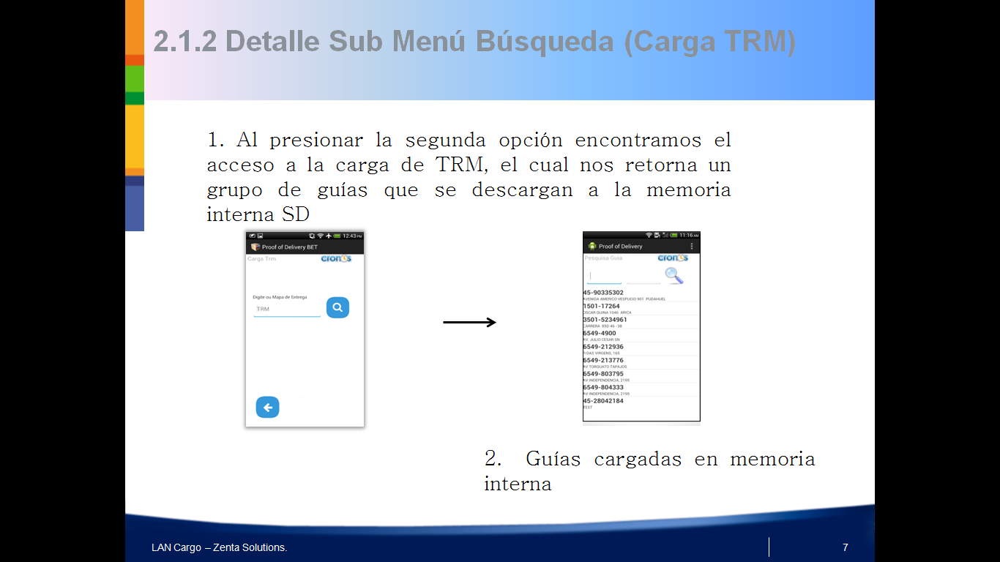 2.1.2 Detalle Sub Menú Búsqueda (Carga TRM)
1. Al presionar la segunda opción encontramos el
acceso a la carga de TRM, el cual nos retorna un
grupo de guías que se descargan a la memoria
interna SD
12:43 PM
Proof of Delivery BET
Carga Trm
cronos
Digite ou Mapa de Entrega
TRM
11:16 AM
Proof of Delivery
Pesquisa Guia
cronos
45-90335302
AVENIDA AMERICO VESPUCIO 901 PUDAHUEL
1501-17264
OSCAR QUINA 1046 ARICA
3501-5234961
CARRERA 85D 46 -38
6549-4900
AV. JULIO CESAR SN
6549-212936
R DAS VIRGENS, 165
6549-213776
AV TORQUATO TAPAJOS
6549-803795
AV INDEPENDENCIA, 2195
6549-804333
AV INDEPENDENCIA, 2195
45-28042184
TEST
2. Guías cargadas en memoria
interna
LAN Cargo – Zenta Solutions.
7